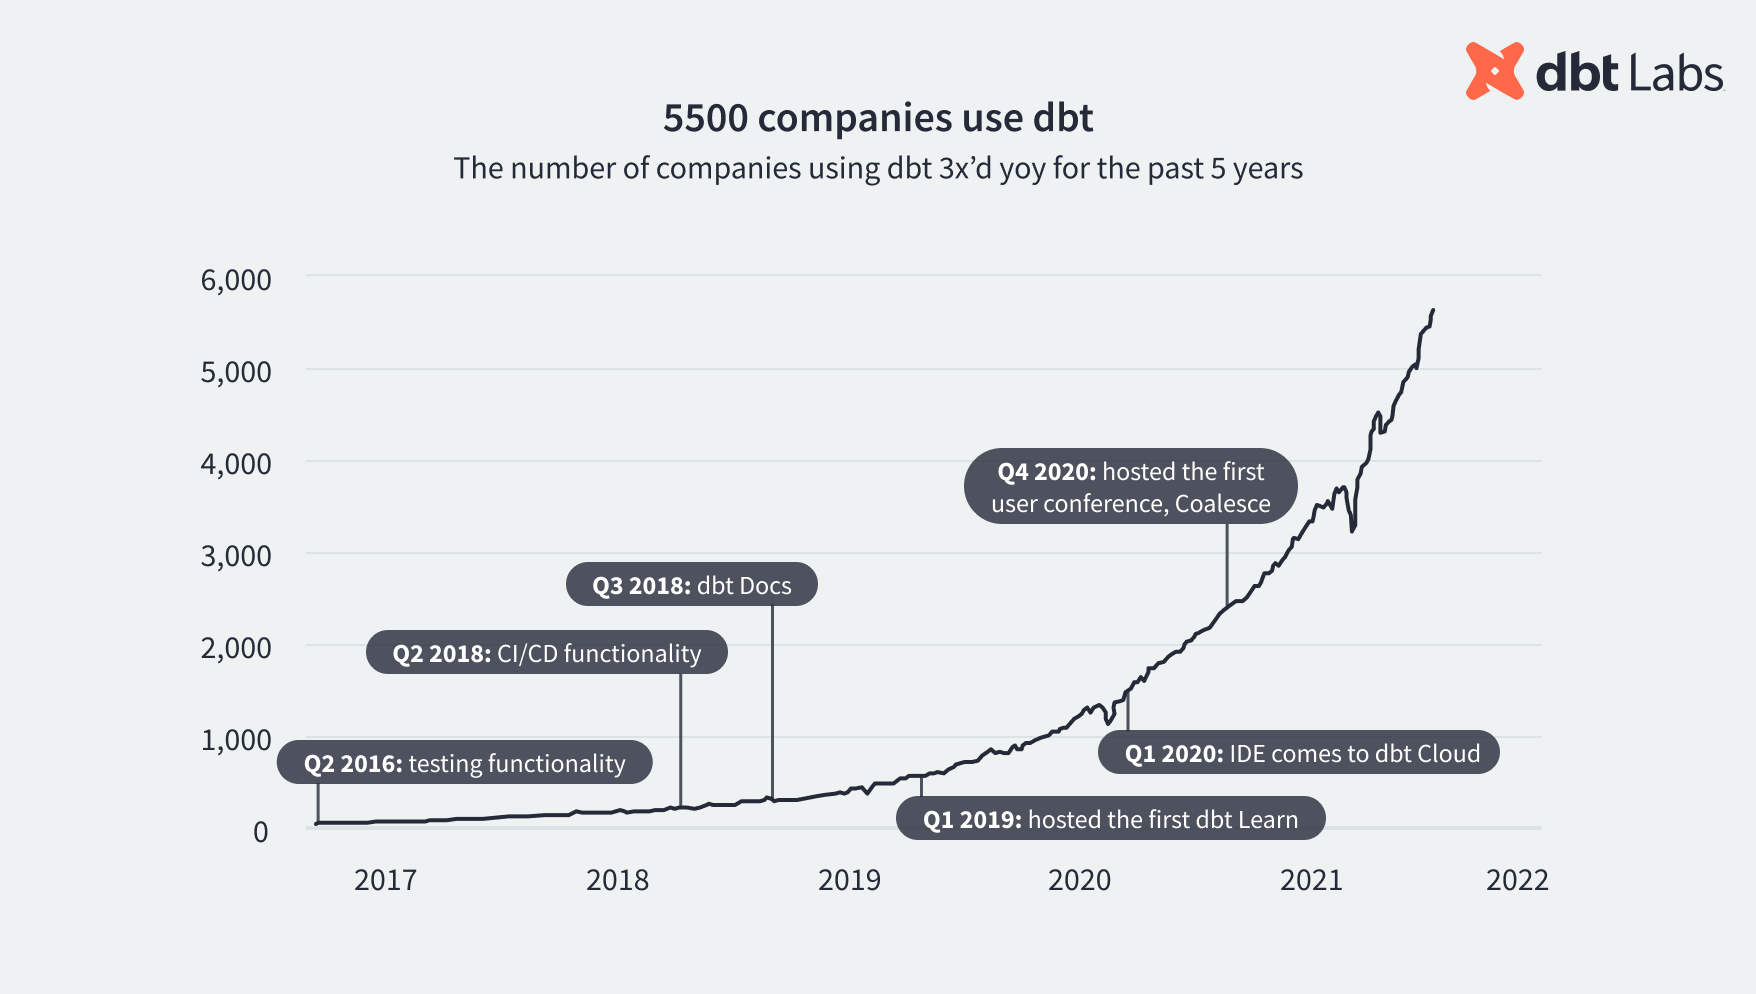 dbt Labs
5500 companies use dbt
The number of companies using dbt 3x’d yoy for the past 5 years
6,000
5,000
4,000
3,000
2,000
1,000
0
Q4 2020: hosted the first
user conference, Coalesce
Q3 2018: dbt Docs
Q2 2018: CI/CD functionality
Q2 2016: testing functionality
Q1 2020: IDE comes to dbt Cloud
Q1 2019: hosted the first dbt Learn
2017
2018
2019
2020
2021
2022